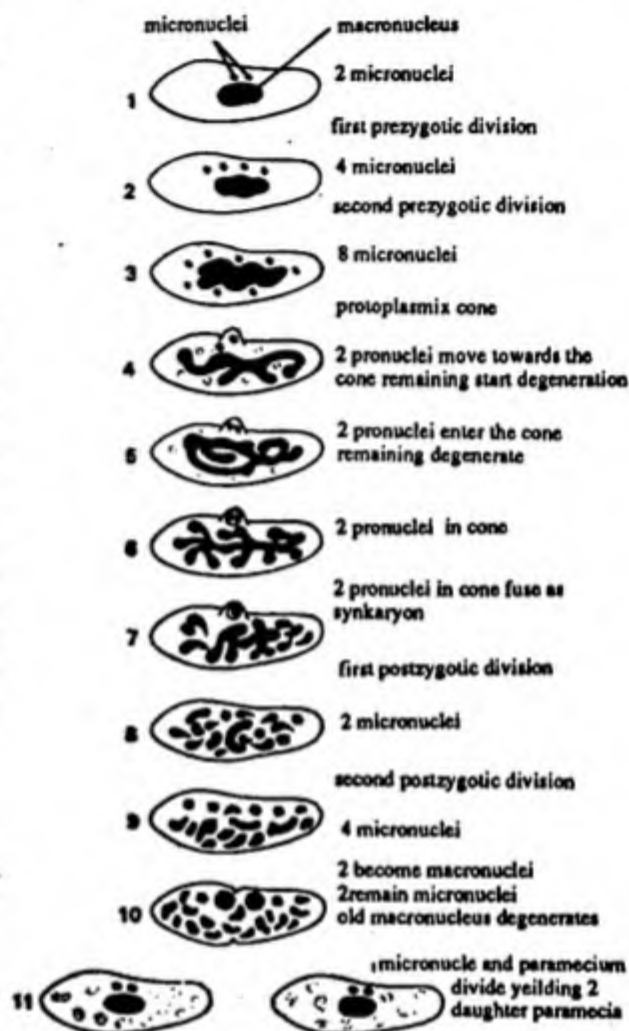 micronuclei macronucleus
1 2 micronuclei
first prezygotic division
2 4 micronuclei
second prezygotic division
3 8 micronuclei
protoplasmix cone
4 2 pronuclei move towards the
cone remaining start degeneration
5 2 pronuclei enter the cone
remaining degenerate
6 2 pronuclei in cone
2 pronuclei in cone fuse as
synkaryon
7
first postzygotic division
8 2 micronuclei
second postzygotic division
9 4 micronuclei
2 become macronuclei
2remain micronuclei
10 old macronucleus degenerates
micronucle and paramecium
11 divide yeilding 2
daughter paramecia